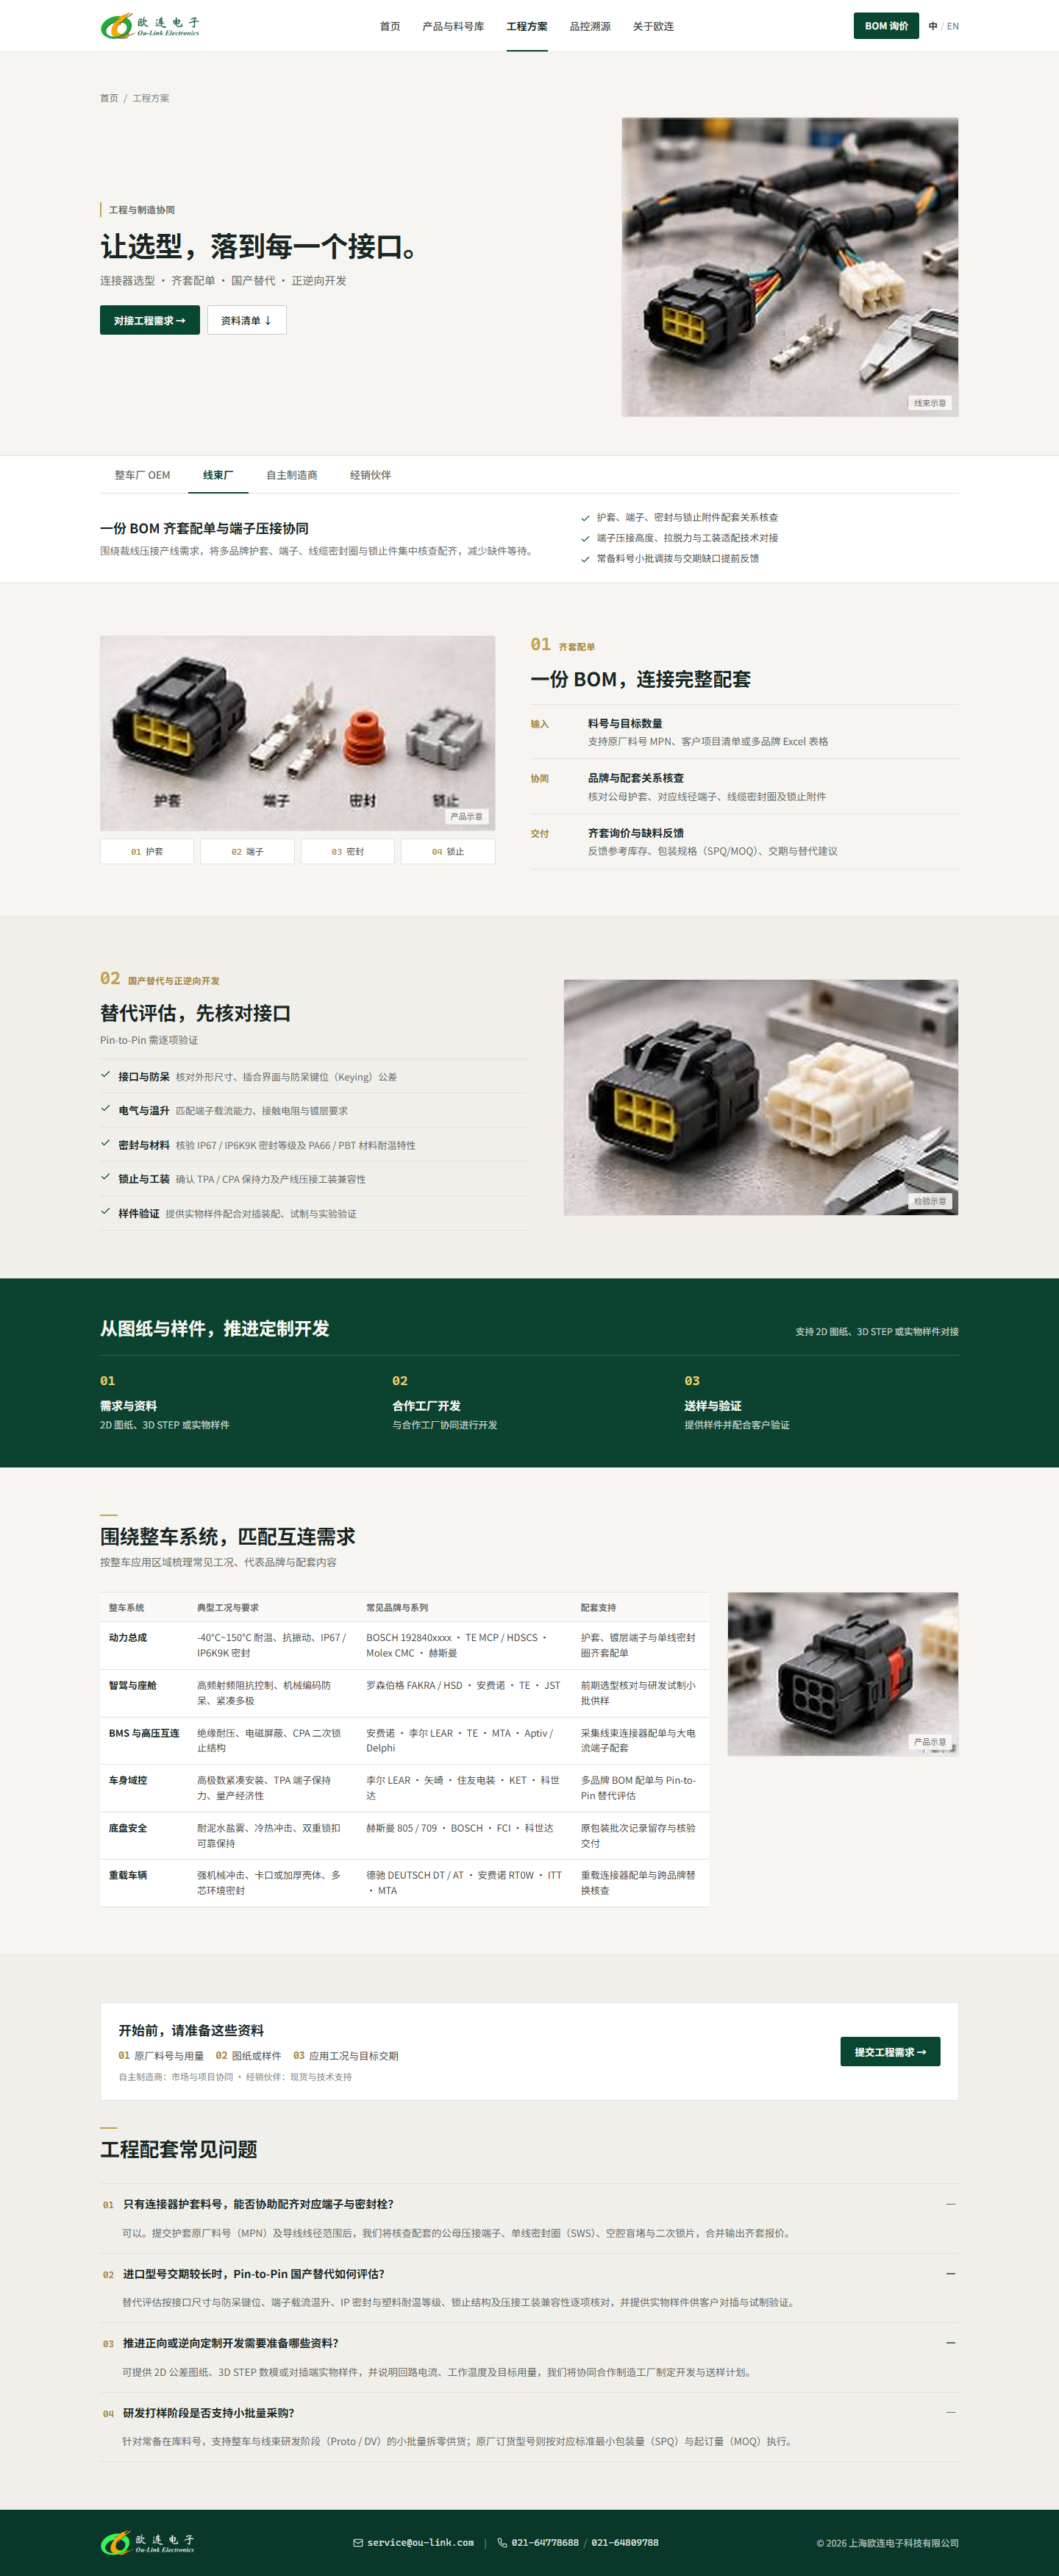 欧连电子
Ou-Link Electronics
首页
产品与料号库
工程方案
品控溯源
关于欧连
BOM 询价
中 / EN
首页 / 工程方案
工程与制造协同
让选型，落到每一个接口。
连接器选型 · 齐套配单 · 国产替代 · 正逆向开发
对接工程需求 →
资料清单 ↓
线束示意
整车厂 OEM
线束厂
自主制造商
经销伙伴
一份 BOM 齐套配单与端子压接协同
围绕裁线压接产线需求，将多品牌护套、端子、线缆密封圈与锁止件集中核查配齐，减少缺件等待。
护套、端子、密封与锁止附件配套关系核查
端子压接高度、拉脱力与工装适配技术对接
常备料号小批调拨与交期缺口提前反馈
护套
端子
密封
锁止
产品示意
01 护套
02 端子
03 密封
04 锁止
01 齐套配单
一份 BOM，连接完整配套
输入
料号与目标数量
支持原厂料号 MPN、客户项目清单或多品牌 Excel 表格
协同
品牌与配套关系核查
核对公母护套、对应线径端子、线缆密封圈及锁止附件
交付
齐套询价与缺料反馈
反馈参考库存、包装规格（SPQ/MOQ）、交期与替代建议
02 国产替代与正逆向开发
替代评估，先核对接口
Pin-to-Pin 需逐项验证
接口与防呆 核对外形尺寸、插合界面与防呆键位（Keying）公差
电气与温升 匹配端子载流能力、接触电阻与镀层要求
密封与材料 核验 IP67 / IP6K9K 密封等级及 PA66 / PBT 材料耐温特性
锁止与工装 确认 TPA / CPA 保持力及产线压接工装兼容性
样件验证 提供实物样件配合对插装配、试制与实验验证
检验示意
从图纸与样件，推进定制开发
支持 2D 图纸、3D STEP 或实物样件对接
01
需求与资料
2D 图纸、3D STEP 或实物样件
02
合作工厂开发
与合作工厂协同进行开发
03
送样与验证
提供样件并配合客户验证
围绕整车系统，匹配互连需求
按整车应用区域梳理常见工况、代表品牌与配套内容
整车系统
典型工况与要求
常见品牌与系列
配套支持
动力总成
-40℃~150℃ 耐温、抗振动、IP67 /
IP6K9K 密封
BOSCH 192840xxxx · TE MCP / HDSCS ·
Molex CMC · 赫斯曼
护套、镀层端子与单线密封
圈齐套配单
智驾与座舱
高频射频阻抗控制、机械编码防
呆、紧凑多极
罗森伯格 FAKRA / HSD · 安费诺 · TE · JST
前期选型核对与研发试制小
批供样
BMS 与高压互连
绝缘耐压、电磁屏蔽、CPA 二次锁
止结构
安费诺 · 李尔 LEAR · TE · MTA · Aptiv /
Delphi
采集线束连接器配单与大电
流端子配套
车身域控
高极数紧凑安装、TPA 端子保持
力、量产经济性
李尔 LEAR · 矢崎 · 住友电装 · KET · 科世
达
多品牌 BOM 配单与 Pin-to-
Pin 替代评估
底盘安全
耐泥水盐雾、冷热冲击、双重锁扣
可靠保持
赫斯曼 805 / 709 · BOSCH · FCI · 科世达
原包装批次记录留存与核验
交付
重载车辆
强机械冲击、卡口或加厚壳体、多
芯环境密封
德驰 DEUTSCH DT / AT · 安费诺 RT0W · ITT
· MTA
重载连接器配单与跨品牌替
换核查
产品示意
开始前，请准备这些资料
01 原厂料号与用量 02 图纸或样件 03 应用工况与目标交期
自主制造商：市场与项目协同 · 经销伙伴：现货与技术支持
提交工程需求 →
工程配套常见问题
01 只有连接器护套料号，能否协助配齐对应端子与密封栓？
可以。提交护套原厂料号（MPN）及导线线径范围后，我们将核查配套的公母压接端子、单线密封圈（SWS）、空腔盲堵与二次锁片，合并输出齐套报价。
02 进口型号交期较长时，Pin-to-Pin 国产替代如何评估？
替代评估按接口尺寸与防呆键位、端子载流温升、IP 密封与塑料耐温等级、锁止结构及压接工装兼容性逐项核对，并提供实物样件供客户对插与试制验证。
03 推进正向或逆向定制开发需要准备哪些资料？
可提供 2D 公差图纸、3D STEP 数模或对插端实物样件，并说明回路电流、工作温度及目标用量，我们将协同合作制造工厂制定开发与送样计划。
04 研发打样阶段是否支持小批量采购？
针对常备在库料号，支持整车与线束研发阶段（Proto / DV）的小批量拆零供货；原厂订货型号则按对应标准最小包装量（SPQ）与起订量（MOQ）执行。
欧连电子
Ou-Link Electronics
service@ou-link.com | 021-64778688 / 021-64809788
© 2026 上海欧连电子科技有限公司